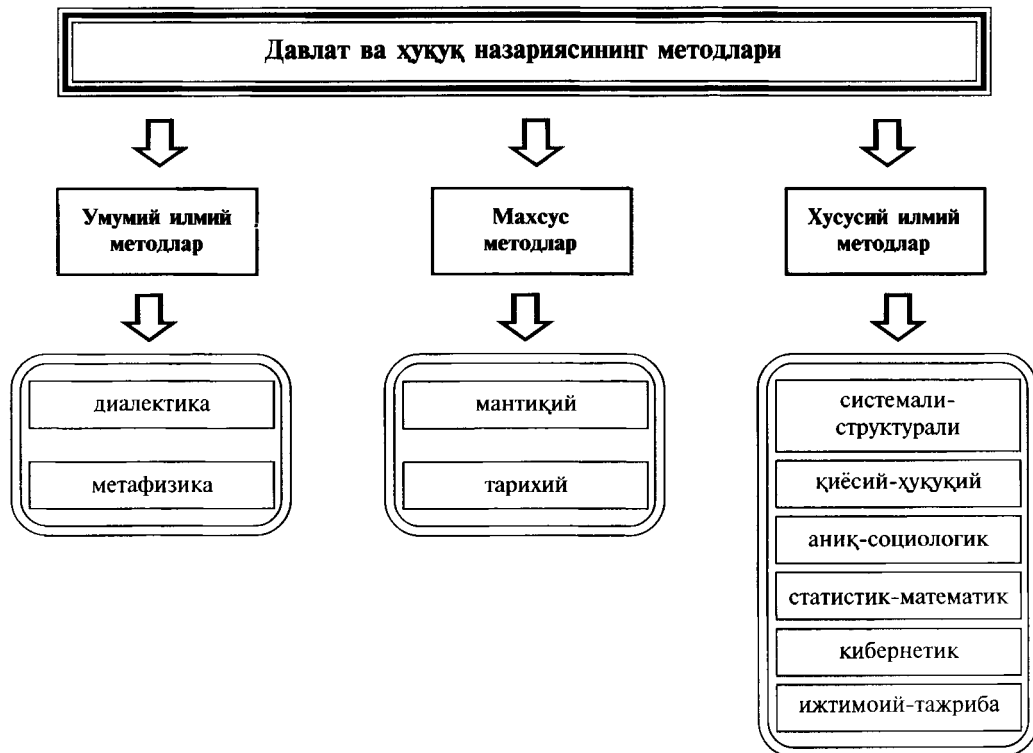 Давлат ва ҳуқуқ назариясининг методлари
Умумий илмий
методлар
Махсус
методлар
Хусусий илмий
методлар
диалектика
метафизика
мантиқий
тарихий
системали-
структурали
қиёсий-ҳуқуқий
аниқ-социологик
статистик-математик
кибернетик
ижтимоий-тажриба